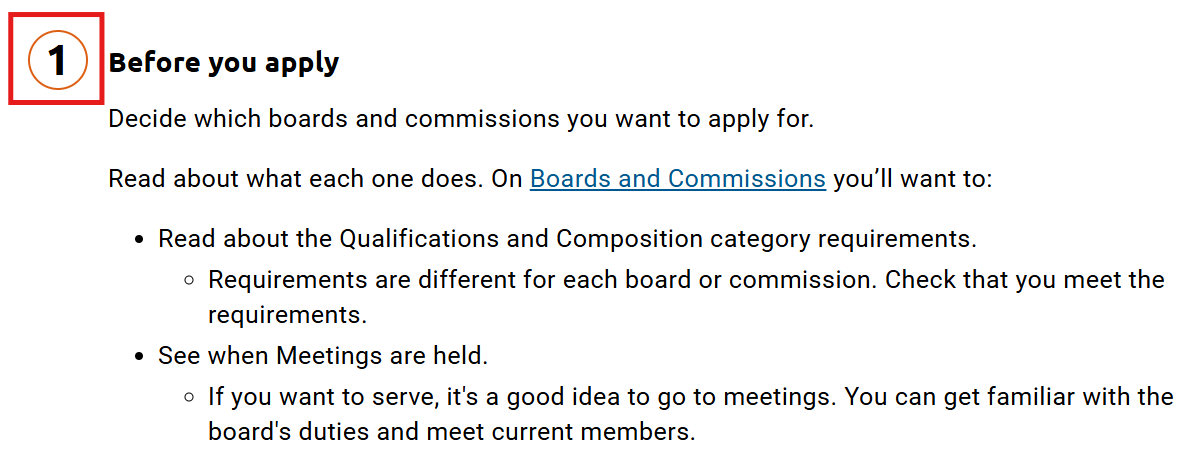 1 Before you apply
Decide which boards and commissions you want to apply for.
Read about what each one does. On Boards and Commissions you’ll want to:
• Read about the Qualifications and Composition category requirements.
◦ Requirements are different for each board or commission. Check that you meet the
requirements.
• See when Meetings are held.
◦ If you want to serve, it's a good idea to go to meetings. You can get familiar with the
board's duties and meet current members.